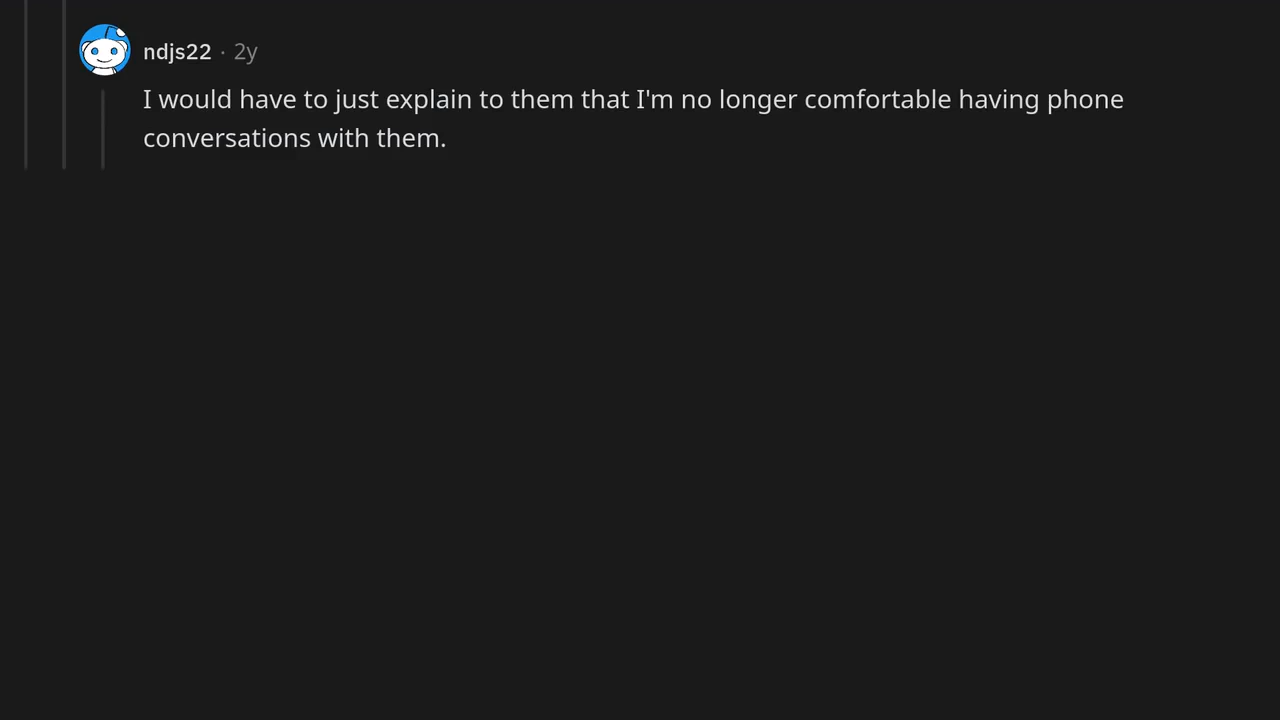 ndjs22 · 2y
I would have to just explain to them that I'm no longer comfortable having phone
conversations with them.